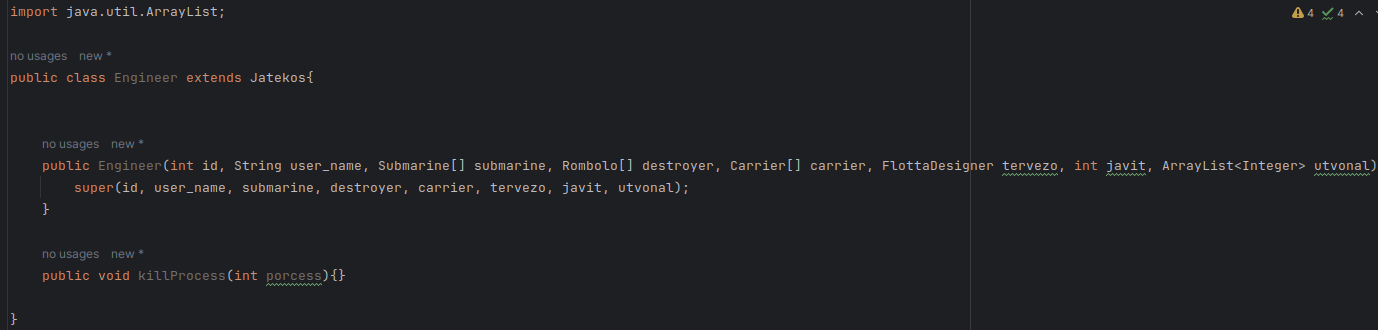 import java.util.ArrayList;
4 4
no usages new *
public class Engineer extends Jatekos{
no usages new *
public Engineer(int id, String user_name, Submarine[] submarine, Rombolo[] destroyer, Carrier[] carrier, FlottaDesigner tervezo, int javit, ArrayList<Integer> utvonal)
super(id, user_name, submarine, destroyer, carrier, tervezo, javit, utvonal);
}
no usages new *
public void killProcess(int porcess){}
}